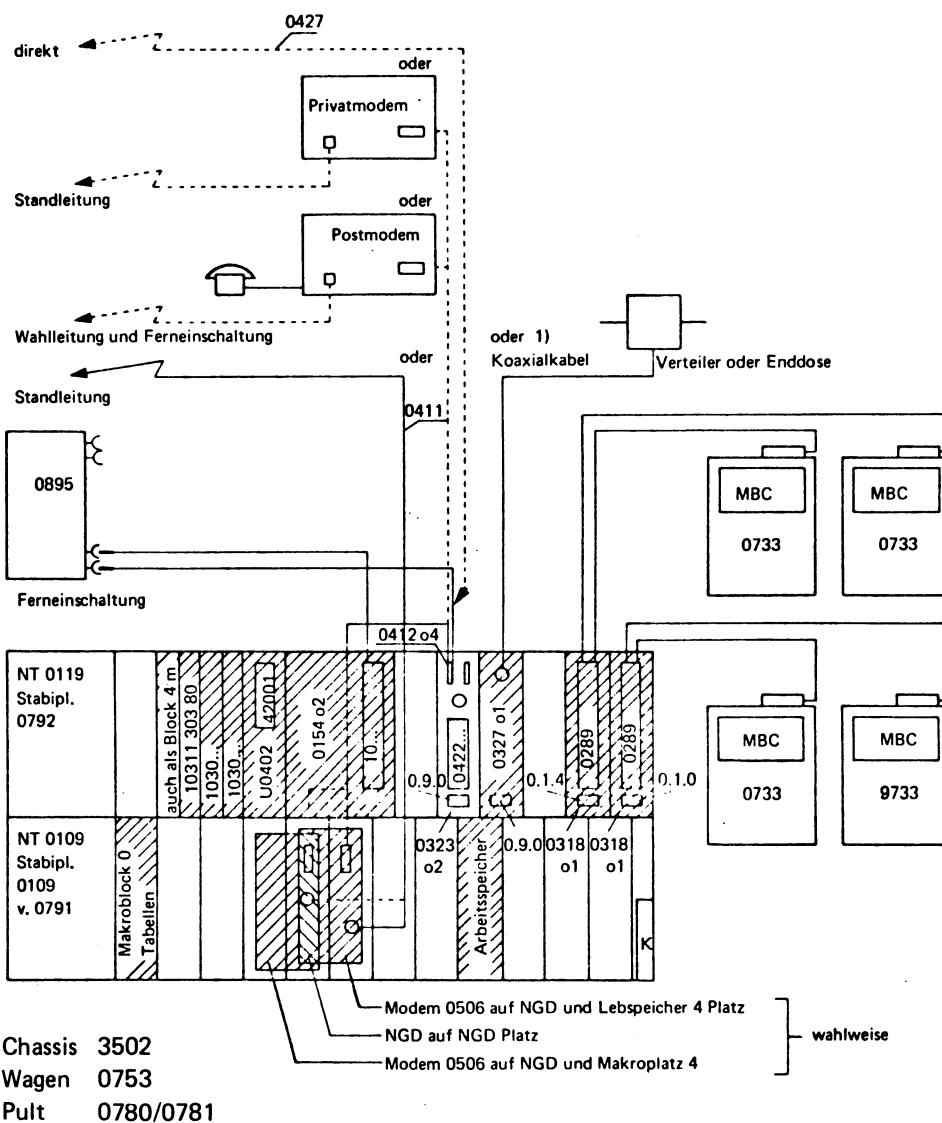 0427
direkt
oder
Privatmodem
Standleitung
oder
Postmodem
Wahlleitung und Ferneinschaltung
oder 1)
Koaxialkabel
Verteiler oder Enddose
oder
Standleitung
0411
0895
MBC
0733
MBC
0733
Ferneinschaltung
0412 o4
NT 0119
Stabipl.
0792
auch als Block 4 m
10311 303 80
1030...
1030...
U0402
42001
0154 o2
10...
0.9.0
0422...
0327 o1
0.1.4
0289
0289
0.1.0
MBC
0733
MBC
9733
NT 0109
Stabipl.
0109
v. 0791
Makroblock 0
Tabellen
0323
o2
Arbeitsspeicher
0.9.0
0318
o1
0318
o1
K
Modem 0506 auf NGD und Lebspeicher 4 Platz
NGD auf NGD Platz
wahlweise
Modem 0506 auf NGD und Makroplatz 4
Chassis 3502
Wagen 0753
Pult 0780/0781